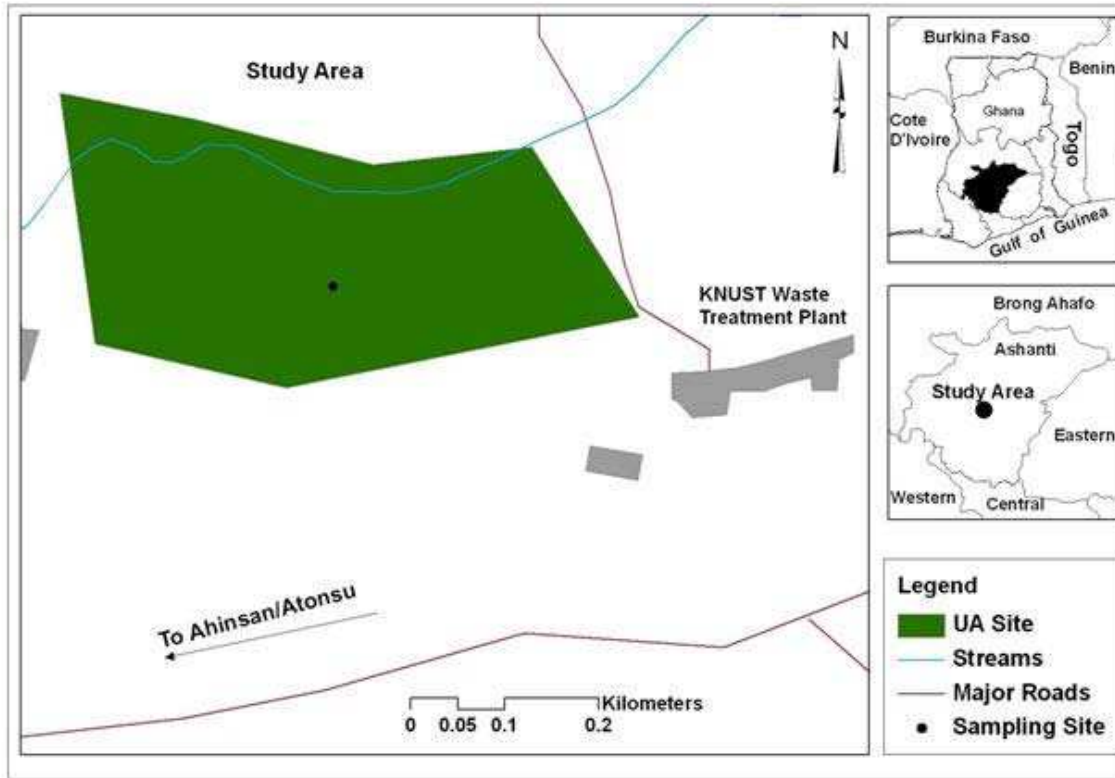 Study Area
N
KNUST Waste
Treatment Plant
To Ahinsan/Atonsu
Kilometers
0 0.05 0.1 0.2
Burkina Faso
Benin
Ghana
Cote
D'Ivoire
Togo
Gulf of Guinea
Brong Ahafo
Ashanti
Study Area
Eastern
Western
Central
Legend
UA Site
Streams
Major Roads
Sampling Site